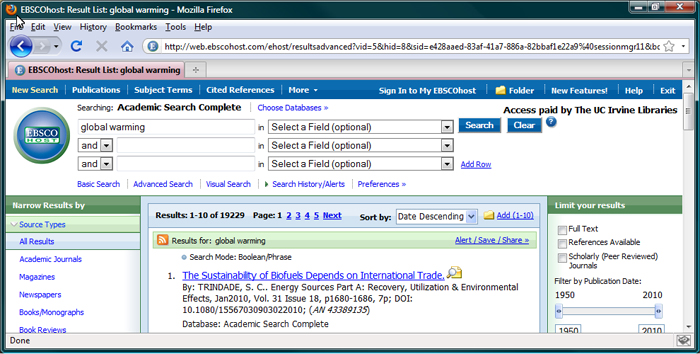 EBSCOhost: Result List: global warming - Mozilla Firefox
File Edit View History Bookmarks Tools Help
http://web.ebscohost.com/ehost/resultsadvanced?vid=5&hid=8&sid=e428aaed-83af-41a7-886a-82bbaf1e22a9%40sessionmgr11&bc
EBSCOhost: Result List: global warming
New Search Publications Subject Terms Cited References More Sign In to My EBSCOhost Folder New Features! Help Exit
Searching: Academic Search Complete Choose Databases »
Access paid by The UC Irvine Libraries
EBSCO HOST
global warming in Select a Field (optional) Search Clear ?
and in Select a Field (optional)
and in Select a Field (optional) Add Row
Basic Search Advanced Search Visual Search Search History/Alerts Preferences »
Narrow Results by
Source Types
All Results
Academic Journals
Magazines
Newspapers
Books/Monographs
Book Reviews
Results: 1-10 of 19229 Page: 1 2 3 4 5 Next Sort by: Date Descending Add (1-10)
Results for: global warming Alert / Save / Share »
Search Mode: Boolean/Phrase
1. The Sustainability of Biofuels Depends on International Trade.
By: TRINDADE, S. C.. Energy Sources Part A: Recovery, Utilization & Environmental
Effects, Jan2010, Vol. 31 Issue 18, p1680-1686, 7p; DOI:
10.1080/15567030903022010; (AN 43389135)
Database: Academic Search Complete
Limit your results
Full Text
References Available
Scholarly (Peer Reviewed)
Journals
Filter by Publication Date:
1950 2010
1950 2010
Done